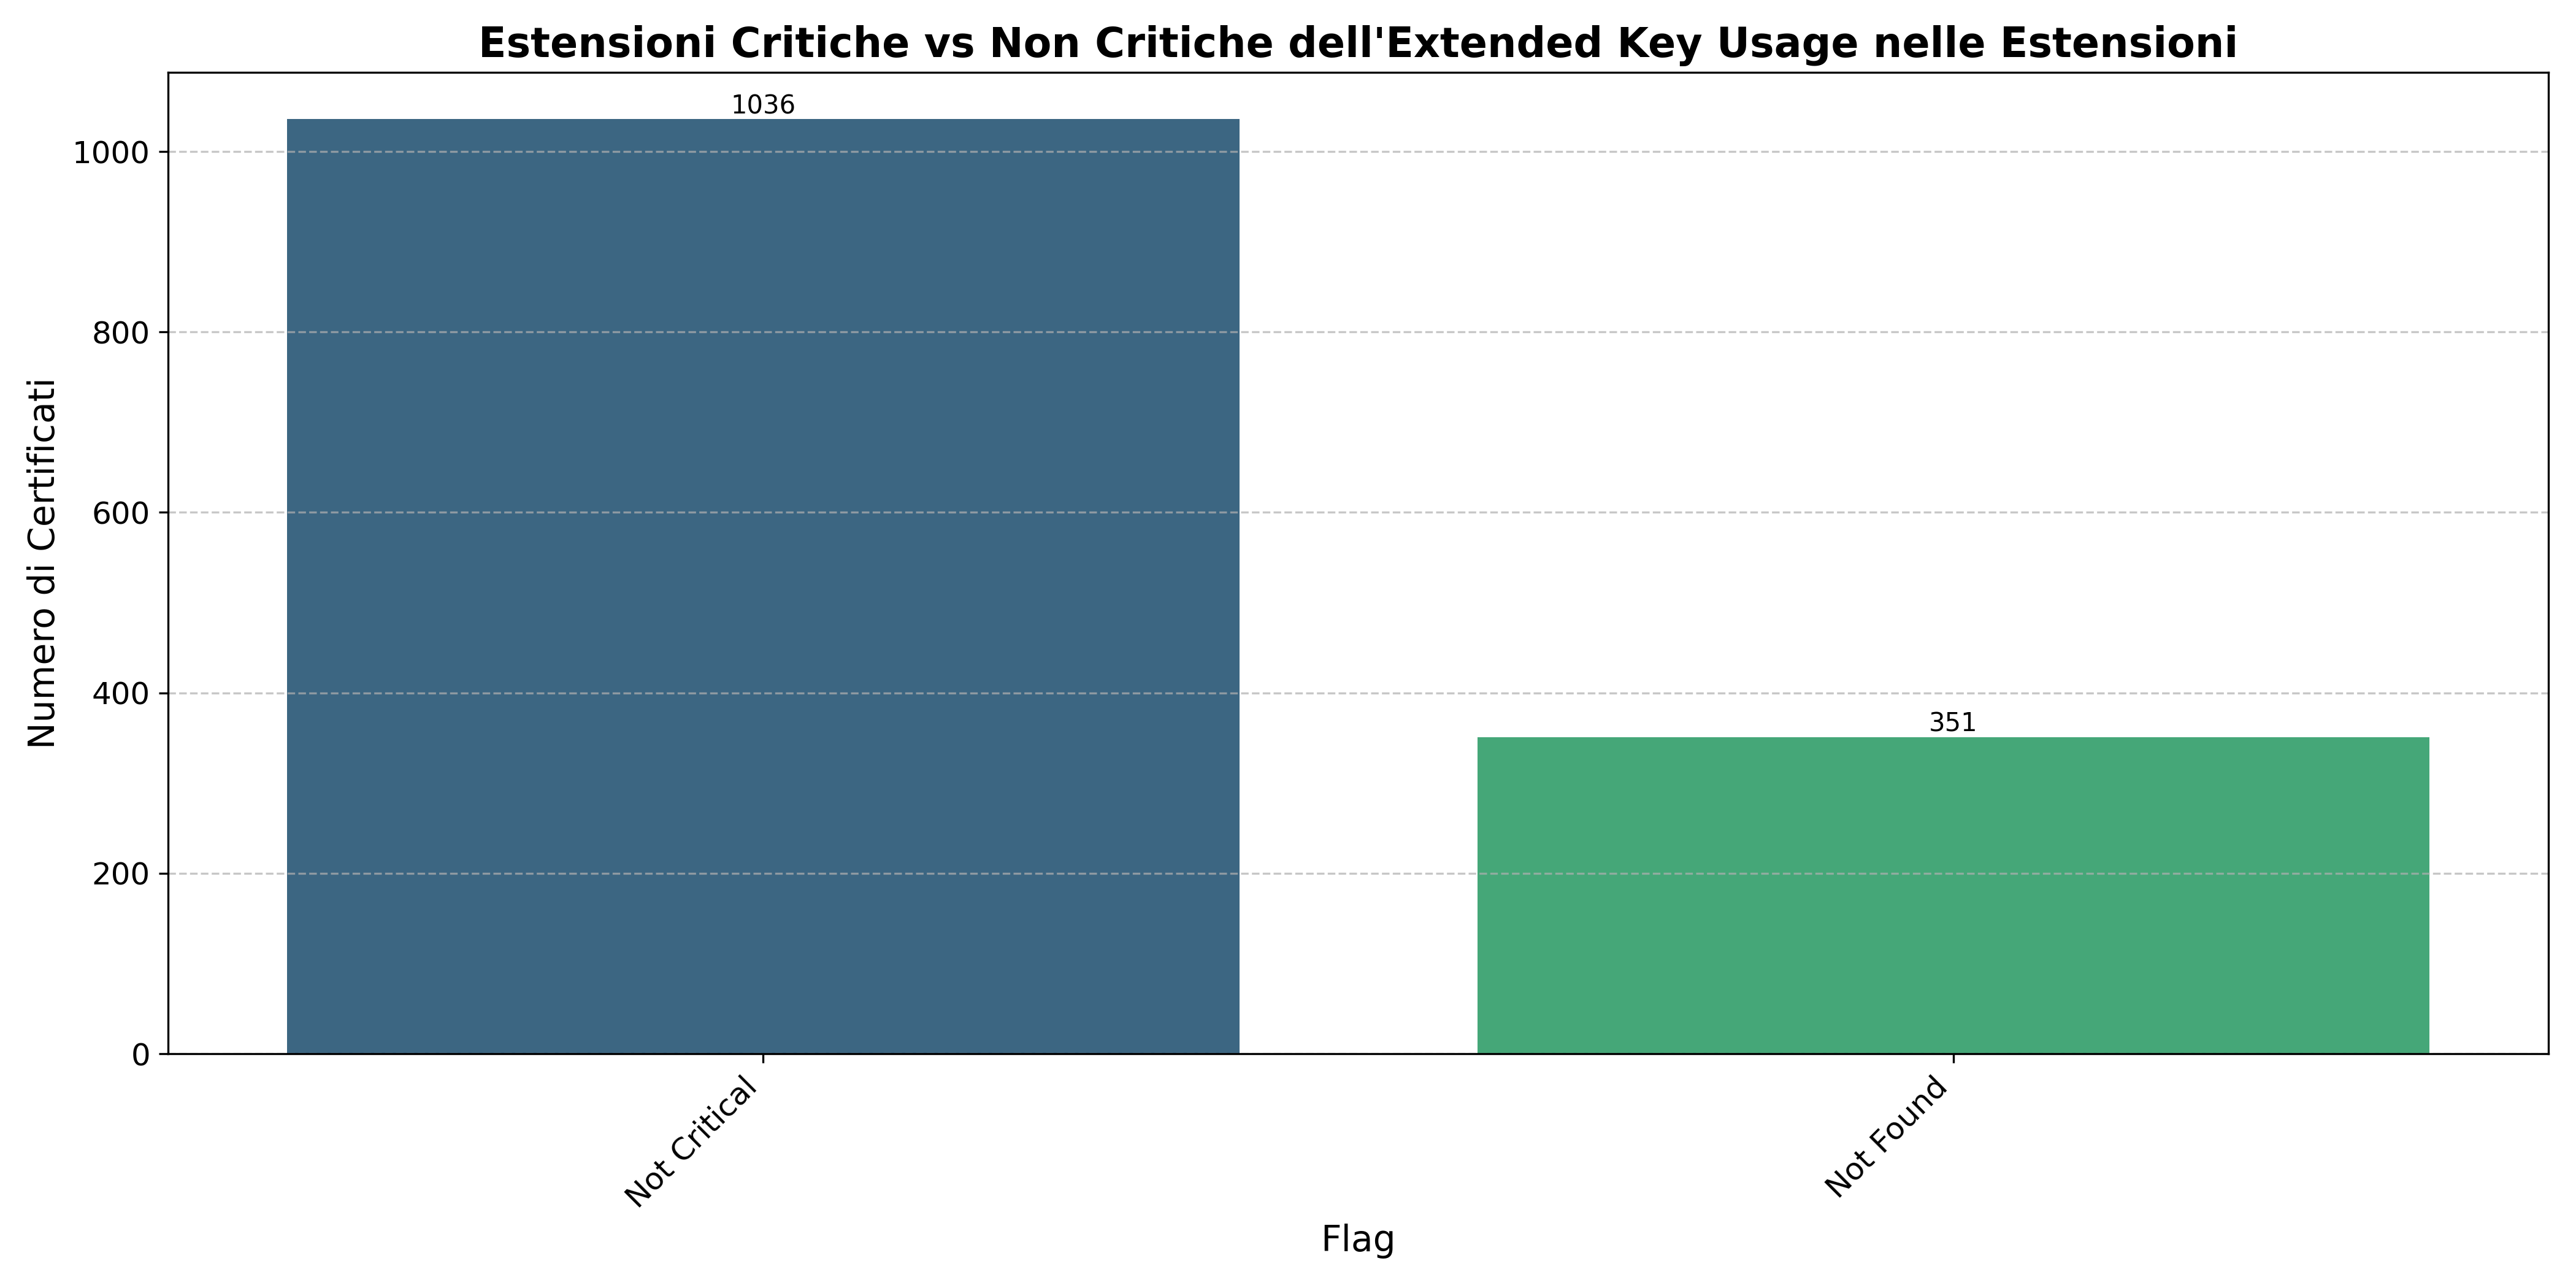 Estensioni Critiche vs Non Critiche dell'Extended Key Usage nelle Estensioni
Numero di Certificati
1000
800
600
400
200
0
1036
351
Not Critical
Not Found
Flag